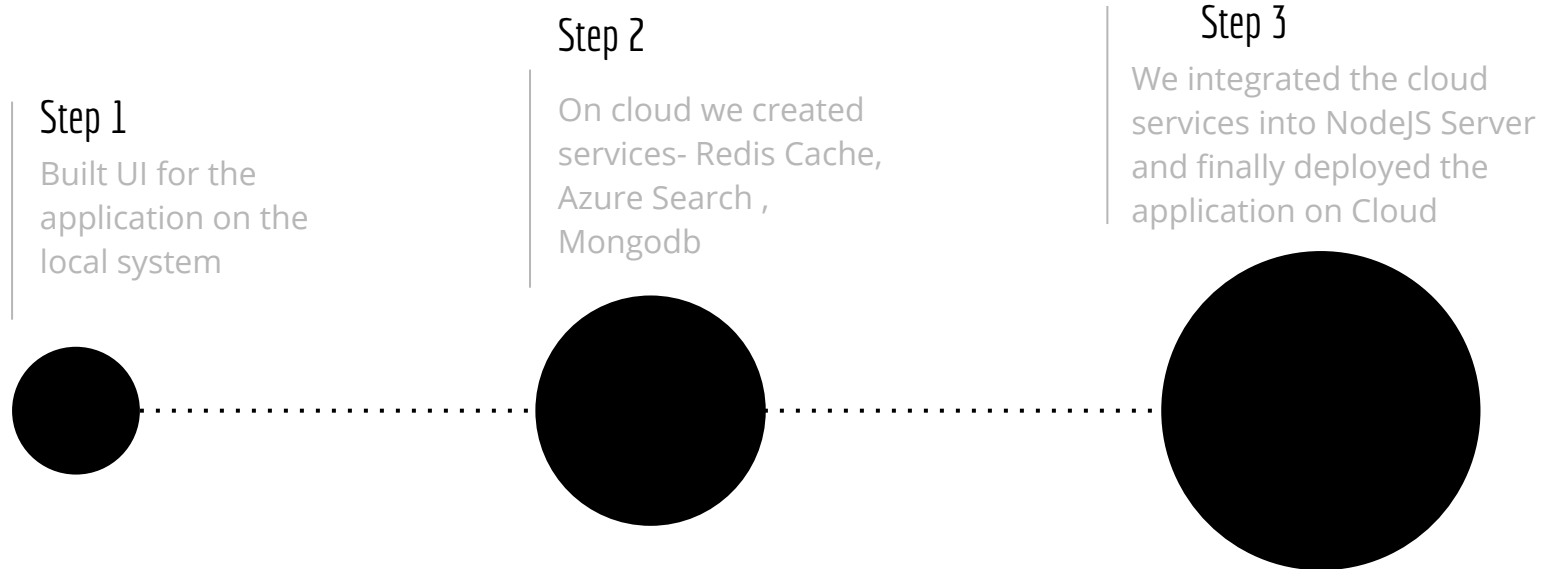 Step 1
Built UI for the
application on the
local system
Step 2
On cloud we created
services- Redis Cache,
Azure Search ,
Mongodb
Step 3
We integrated the cloud
services into NodeJS Server
and finally deployed the
application on Cloud